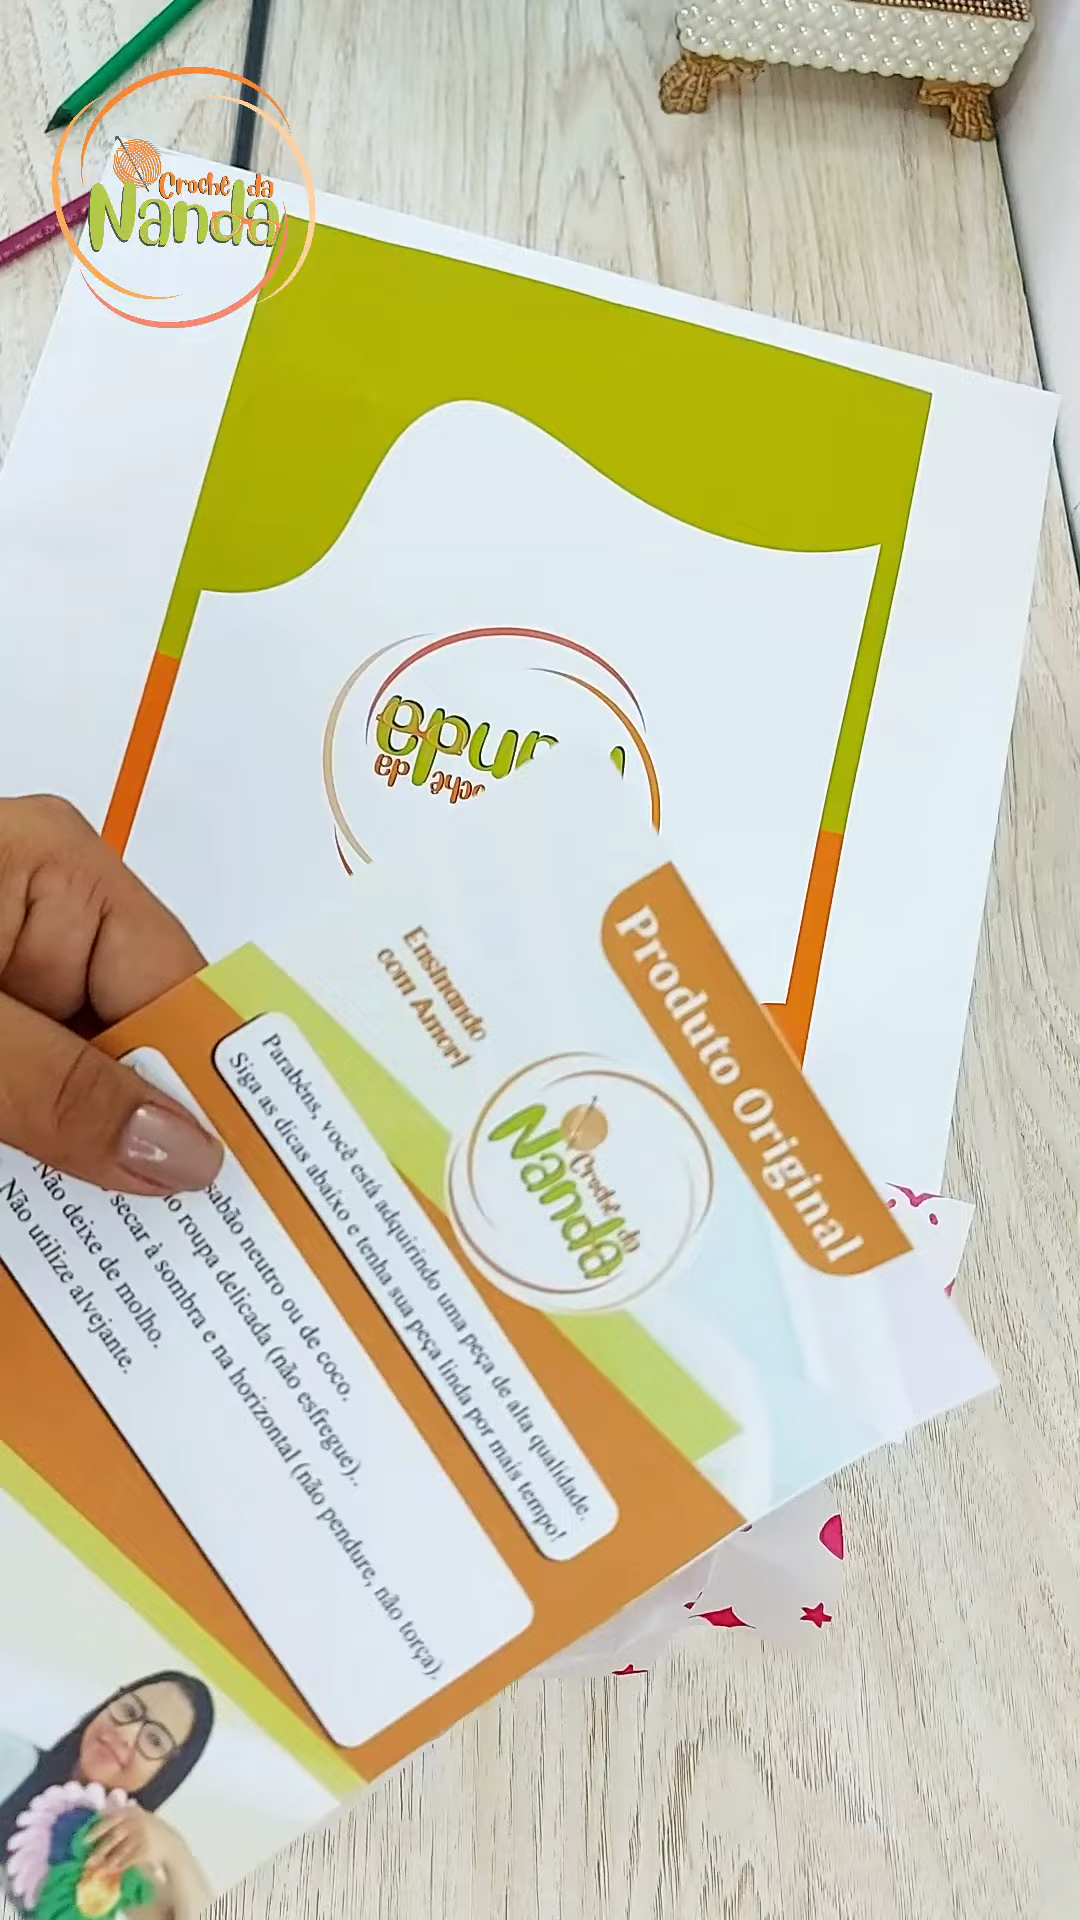 Crochê da
Nanda
Produto Original
Ensinando
com Amor!
Crochê da
Nanda
Parabéns, você está adquirindo uma peça de alta qualidade.
Siga as dicas abaixo e tenha sua peça linda por mais tempo!
sabão neutro ou de coco.
roupa delicada (não esfregue)..
secar à sombra e na horizontal (não pendure, não torça).
Não deixe de molho.
Não utilize alvejante.